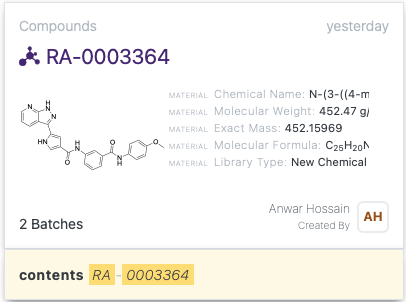 Compounds yesterday
RA-0003364
MATERIAL Chemical Name: N-(3-((4-m
MATERIAL Molecular Weight: 452.47 g/
MATERIAL Exact Mass: 452.15969
MATERIAL Molecular Formula: C₂₅H₂₀N
MATERIAL Library Type: New Chemical
N
H
N
N
HN
O
H
N
O
N
H
O
2 Batches
Anwar Hossain
Created By
AH
contents RA - 0003364